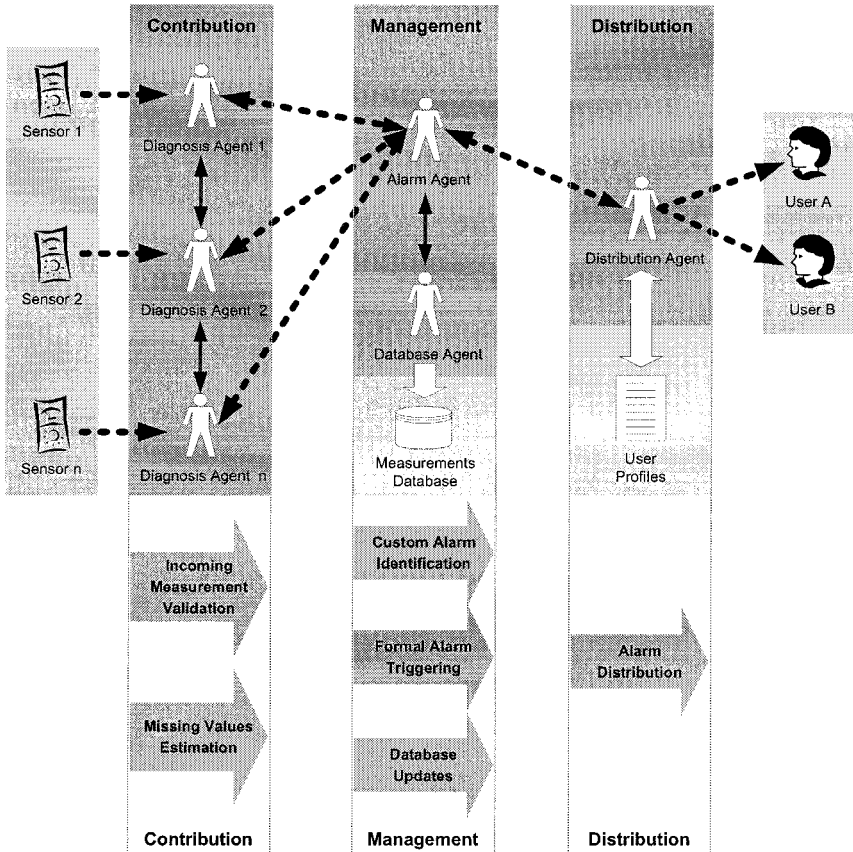 Contribution
Management
Distribution
Sensor 1
Diagnosis Agent 1
Alarm Agent
User A
Sensor 2
Diagnosis Agent 2
Database Agent
Distribution Agent
User B
Sensor n
Diagnosis Agent n
Measurements
Database
User
Profiles
Incoming
Measurement
Validation
Custom Alarm
Identification
Formal Alarm
Triggering
Alarm
Distribution
Missing Values
Estimation
Database
Updates
Contribution
Management
Distribution